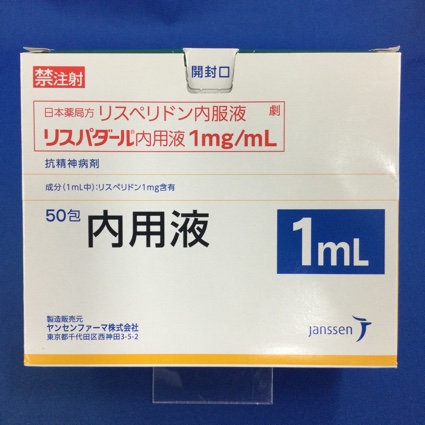 開封口
禁注射
日本薬局方 リスペリドン内服液 劇
リスパダール®内用液1mg/mL
抗精神病剤
成分(1mL中):リスペリドン1mg含有
50包 内用液
1mL
製造販売元
ヤンセンファーマ株式会社
東京都千代田区西神田3-5-2
janssen